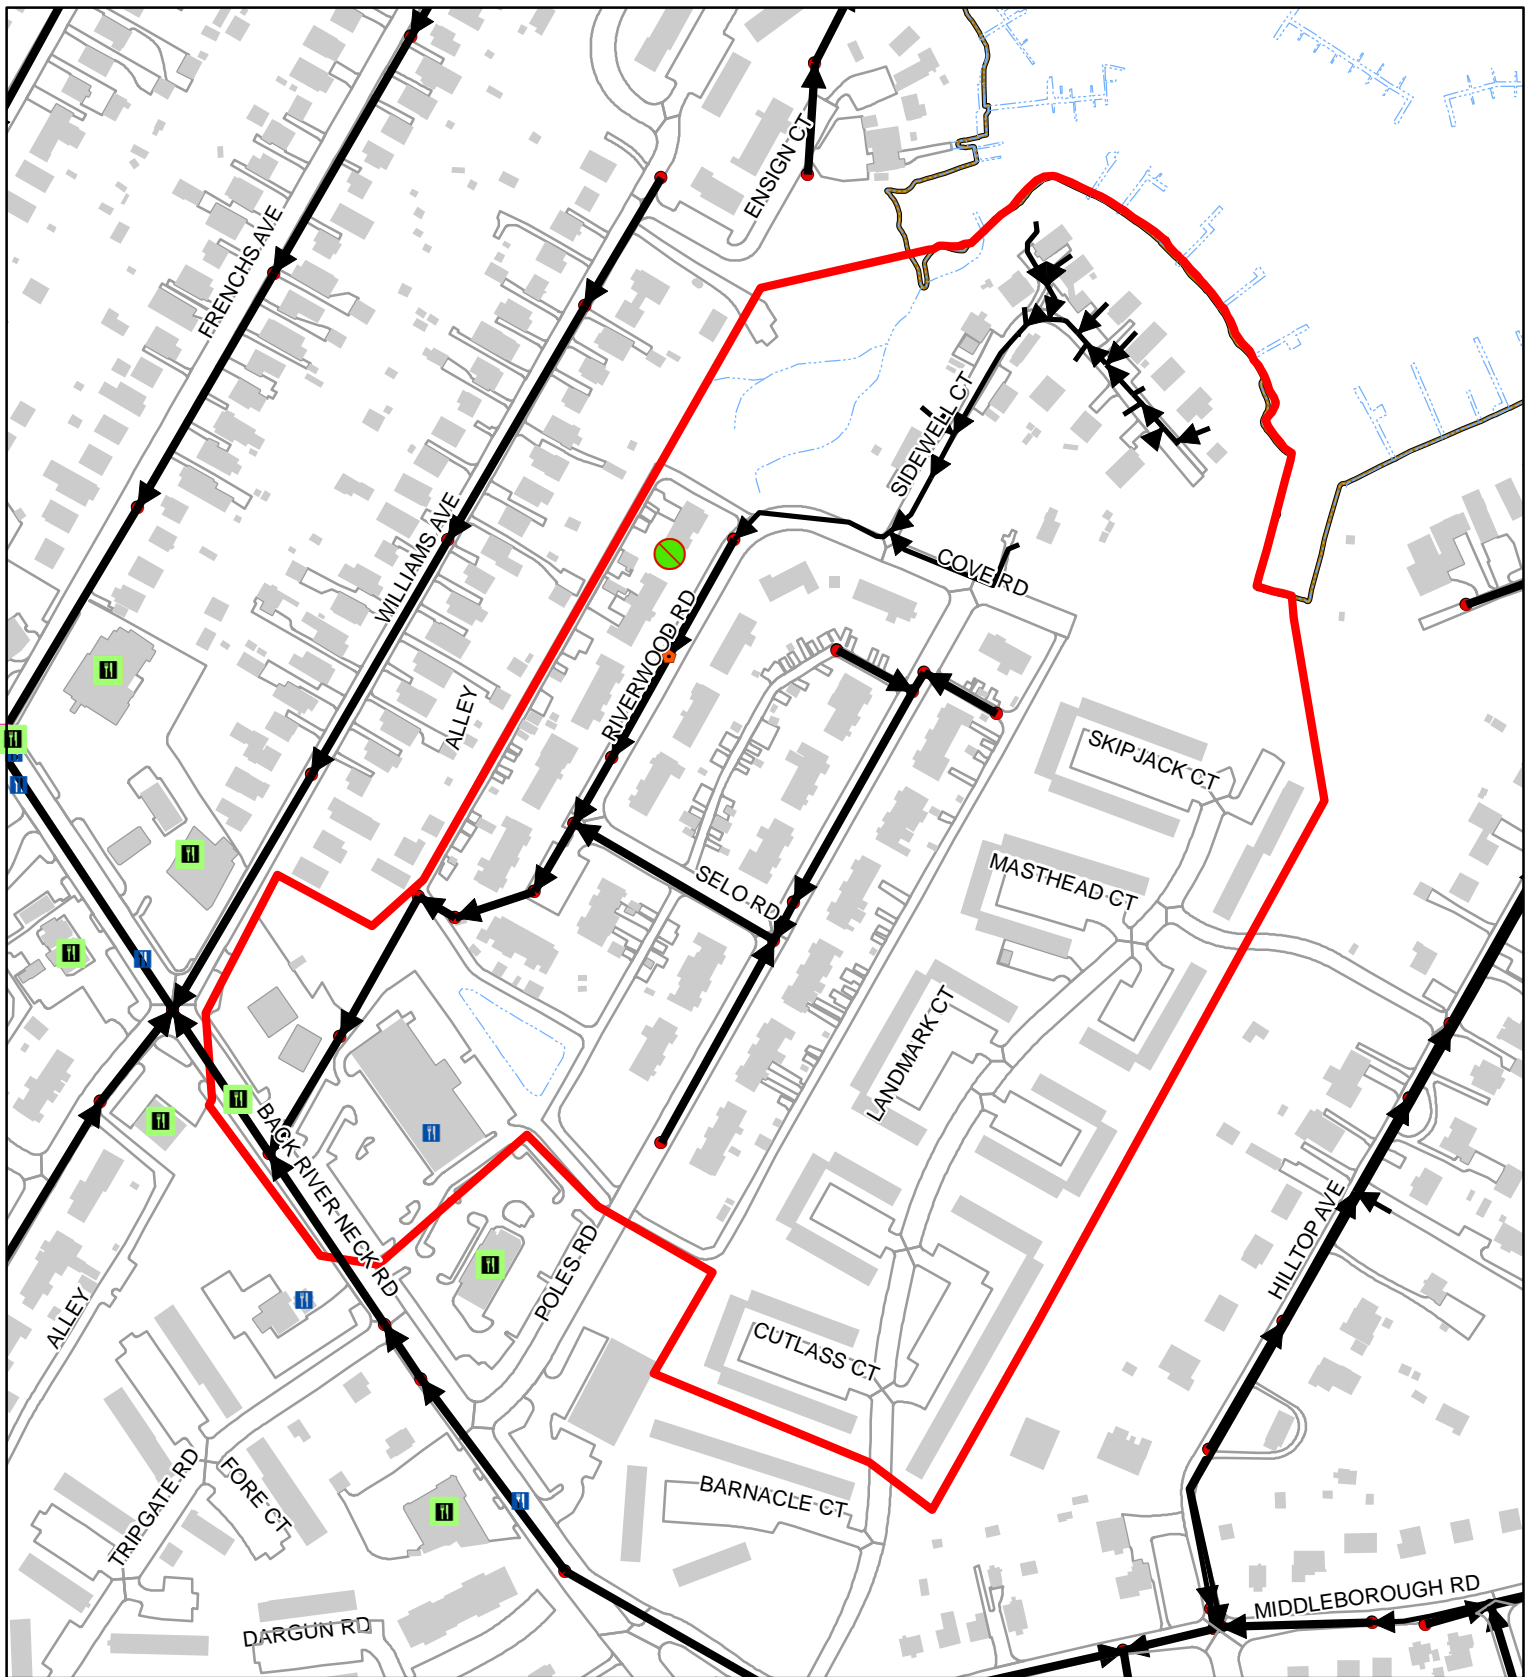 ENSIGN CT
FRENCHS AVE
SIDEWELL CT
WILLIAMS AVE
COVE RD
RIVERWOOD RD
ALLEY
SKIPJACK CT
SELO RD
MASTHEAD CT
LANDMARK CT
BACK RIVER NECK RD
HILLTOP AVE
POLES RD
ALLEY
CUTLASS CT
TRIPGATE RD
FORE CT
BARNACLE CT
MIDDLEBOROUGH RD
DARGUN RD